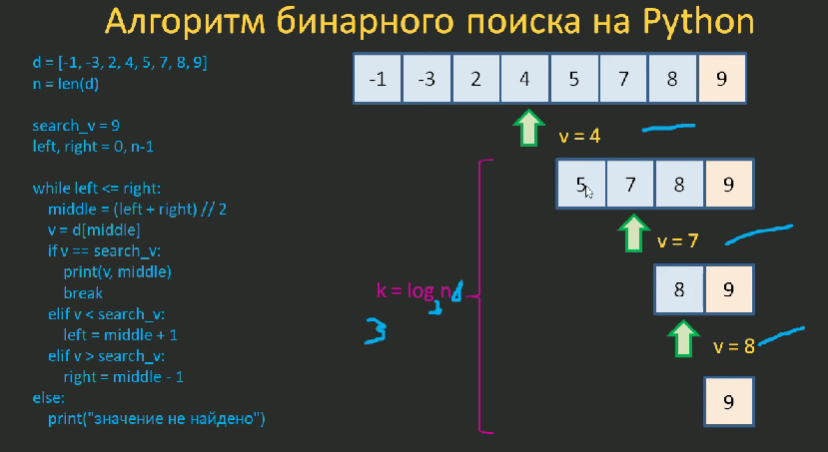 Алгоритм бинарного поиска на Python
d = [-1, -3, 2, 4, 5, 7, 8, 9]
n = len(d)
search_v = 9
left, right = 0, n-1
while left <= right:
middle = (left + right) // 2
v = d[middle]
if v == search_v:
print(v, middle)
break
elif v < search_v:
left = middle + 1
elif v > search_v:
right = middle - 1
else:
print("значение не найдено")
-1 -3 2 4 5 7 8 9
v = 4
5 7 8 9
v = 7
8 9
k = log n
3
v = 8
9